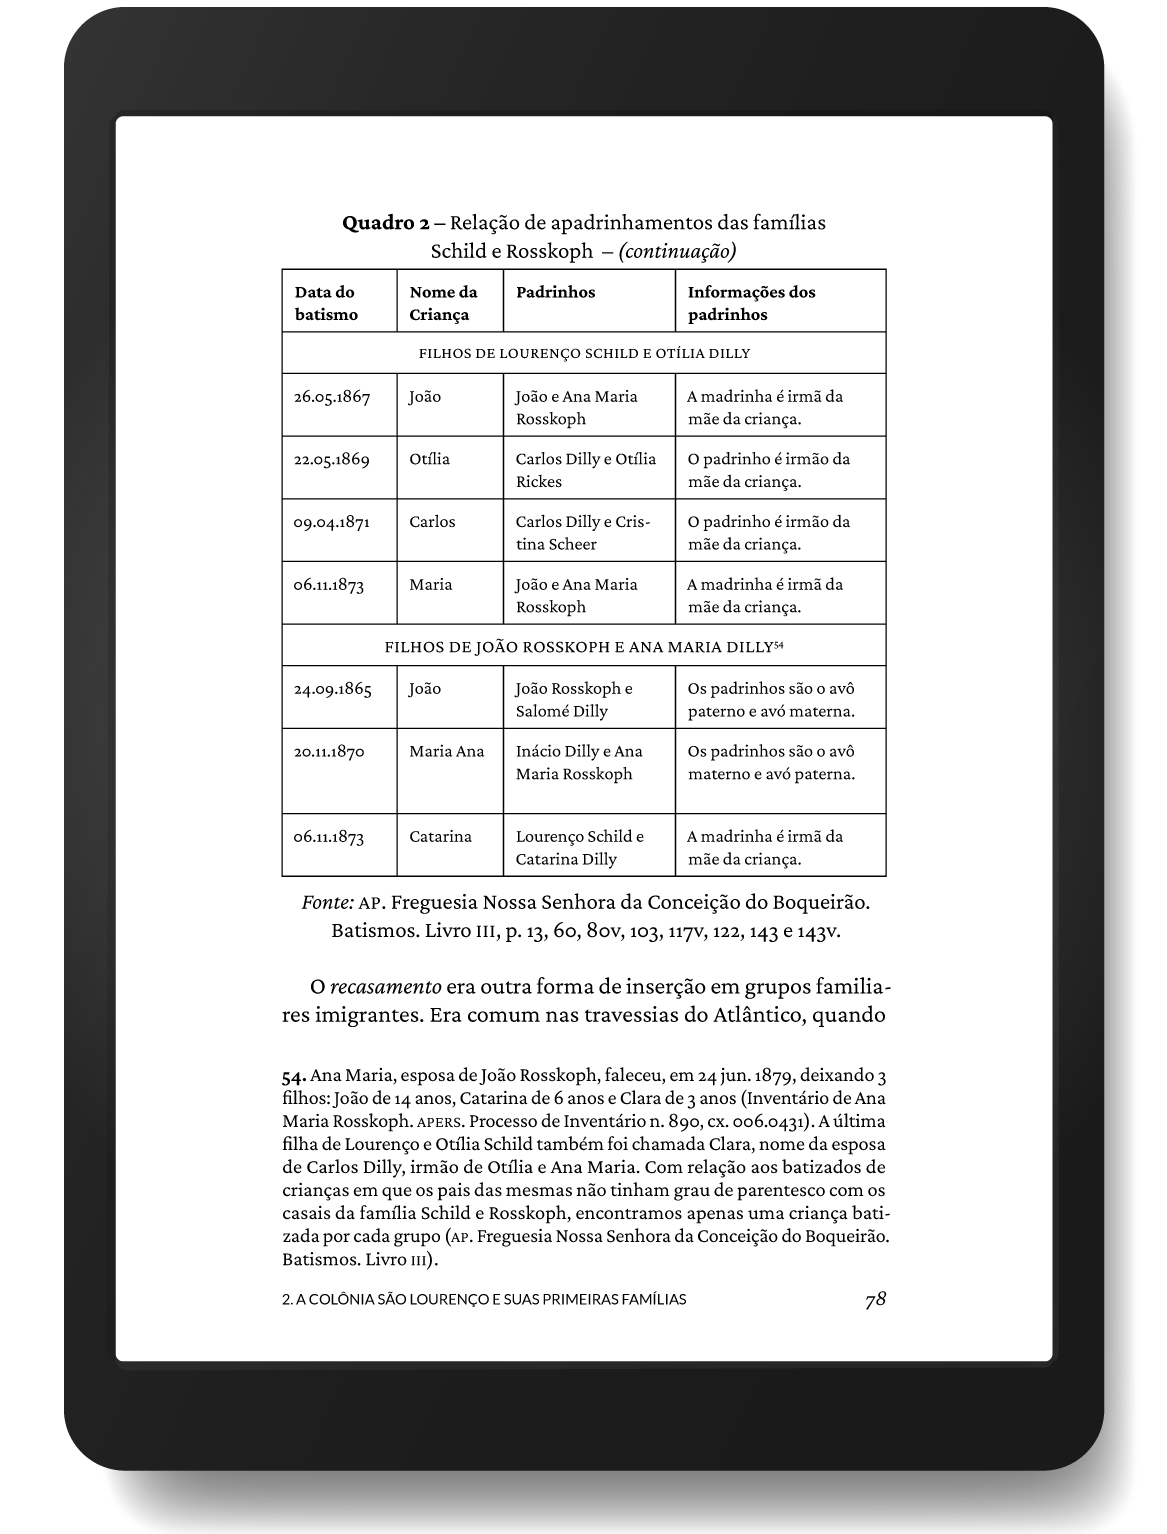 Quadro 2 – Relação de apadrinhamentos das famílias
Schild e Rosskoph – (continuação)
Data do batismo | Nome da Criança | Padrinhos | Informações dos padrinhos
FILHOS DE LOURENÇO SCHILD E OTÍLIA DILLY
26.05.1867 | João | João e Ana Maria Rosskoph | A madrinha é irmã da mãe da criança.
22.05.1869 | Otília | Carlos Dilly e Otília Rickes | O padrinho é irmão da mãe da criança.
09.04.1871 | Carlos | Carlos Dilly e Cris-tina Scheer | O padrinho é irmão da mãe da criança.
06.11.1873 | Maria | João e Ana Maria Rosskoph | A madrinha é irmã da mãe da criança.
FILHOS DE JOÃO ROSSKOPH E ANA MARIA DILLY54
24.09.1865 | João | João Rosskoph e Salomé Dilly | Os padrinhos são o avô paterno e avó materna.
20.11.1870 | Maria Ana | Inácio Dilly e Ana Maria Rosskoph | Os padrinhos são o avô materno e avó paterna.
06.11.1873 | Catarina | Lourenço Schild e Catarina Dilly | A madrinha é irmã da mãe da criança.
Fonte: AP. Freguesia Nossa Senhora da Conceição do Boqueirão.
Batismos. Livro III, p. 13, 60, 80v, 103, 117v, 122, 143 e 143v.
O recasamento era outra forma de inserção em grupos familia-
res imigrantes. Era comum nas travessias do Atlântico, quando
54. Ana Maria, esposa de João Rosskoph, faleceu, em 24 jun. 1879, deixando 3
filhos: João de 14 anos, Catarina de 6 anos e Clara de 3 anos (Inventário de Ana
Maria Rosskoph. APERS. Processo de Inventário n. 890, cx. 006.0431). A última
filha de Lourenço e Otília Schild também foi chamada Clara, nome da esposa
de Carlos Dilly, irmão de Otília e Ana Maria. Com relação aos batizados de
crianças em que os pais das mesmas não tinham grau de parentesco com os
casais da família Schild e Rosskoph, encontramos apenas uma criança bati-
zada por cada grupo (AP. Freguesia Nossa Senhora da Conceição do Boqueirão.
Batismos. Livro III).
2. A COLÔNIA SÃO LOURENÇO E SUAS PRIMEIRAS FAMÍLIAS 78